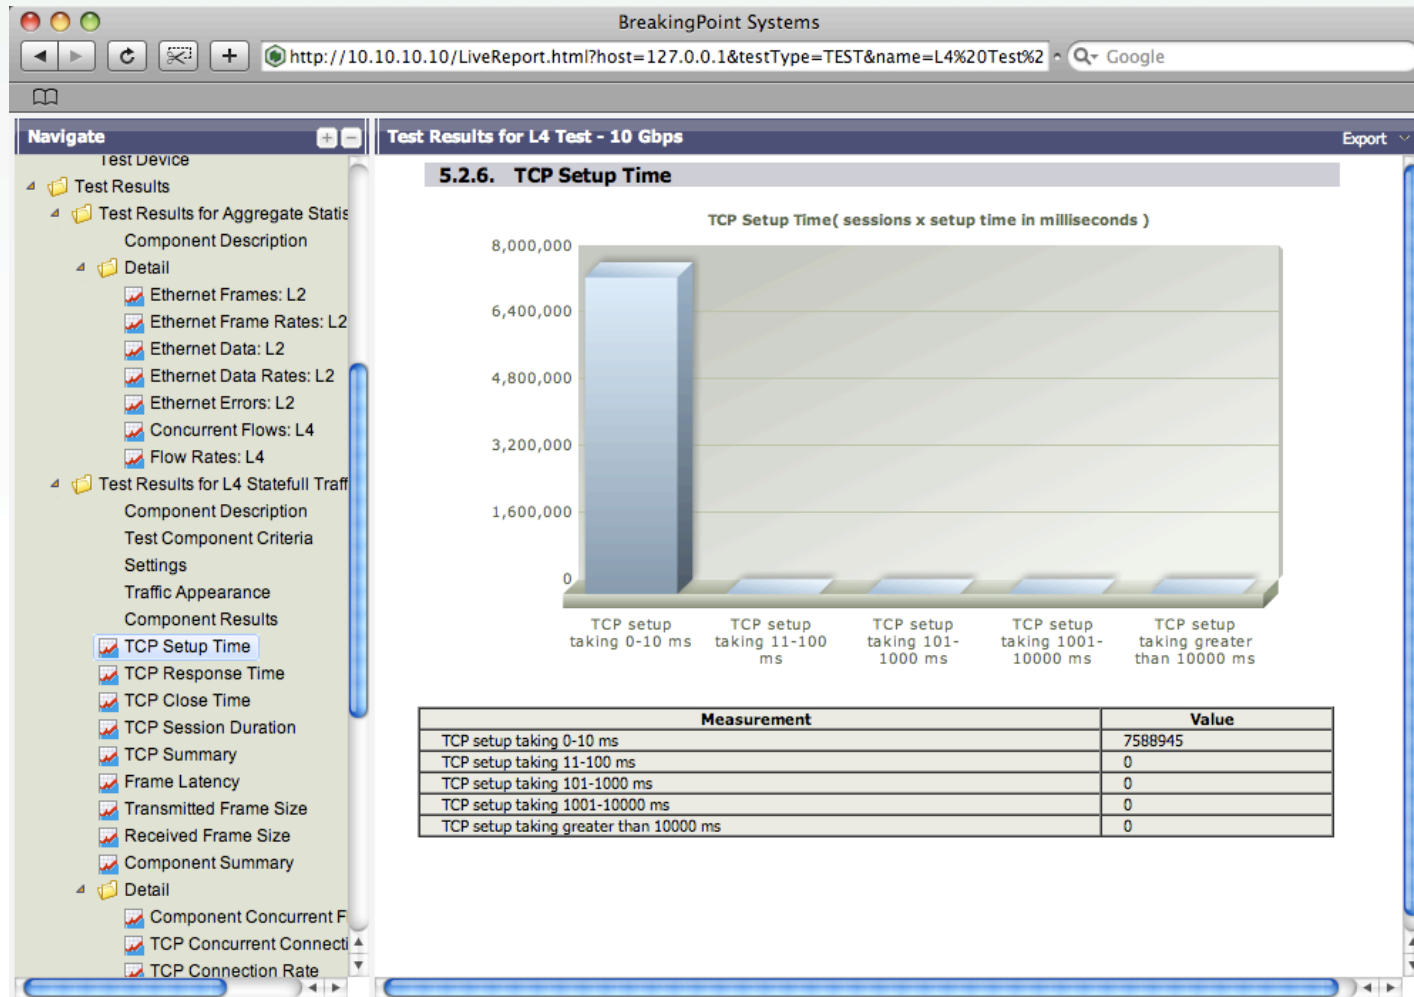 BreakingPoint Systems
http://10.10.10.10/LiveReport.html?host=127.0.0.1&testType=TEST&name=L4%20Test%2
Google
Navigate
Test Results for L4 Test - 10 Gbps
Export
Test Device
Test Results
Test Results for Aggregate Statis
Component Description
Detail
Ethernet Frames: L2
Ethernet Frame Rates: L2
Ethernet Data: L2
Ethernet Data Rates: L2
Ethernet Errors: L2
Concurrent Flows: L4
Flow Rates: L4
Test Results for L4 Statefull Traff
Component Description
Test Component Criteria
Settings
Traffic Appearance
Component Results
TCP Setup Time
TCP Response Time
TCP Close Time
TCP Session Duration
TCP Summary
Frame Latency
Transmitted Frame Size
Received Frame Size
Component Summary
Detail
Component Concurrent F
TCP Concurrent Connecti
TCP Connection Rate
5.2.6. TCP Setup Time
TCP Setup Time( sessions x setup time in milliseconds )
8,000,000
6,400,000
4,800,000
3,200,000
1,600,000
0
TCP setup taking 0-10 ms
TCP setup taking 11-100 ms
TCP setup taking 101-1000 ms
TCP setup taking 1001-10000 ms
TCP setup taking greater than 10000 ms
Measurement Value
TCP setup taking 0-10 ms 7588945
TCP setup taking 11-100 ms 0
TCP setup taking 101-1000 ms 0
TCP setup taking 1001-10000 ms 0
TCP setup taking greater than 10000 ms 0